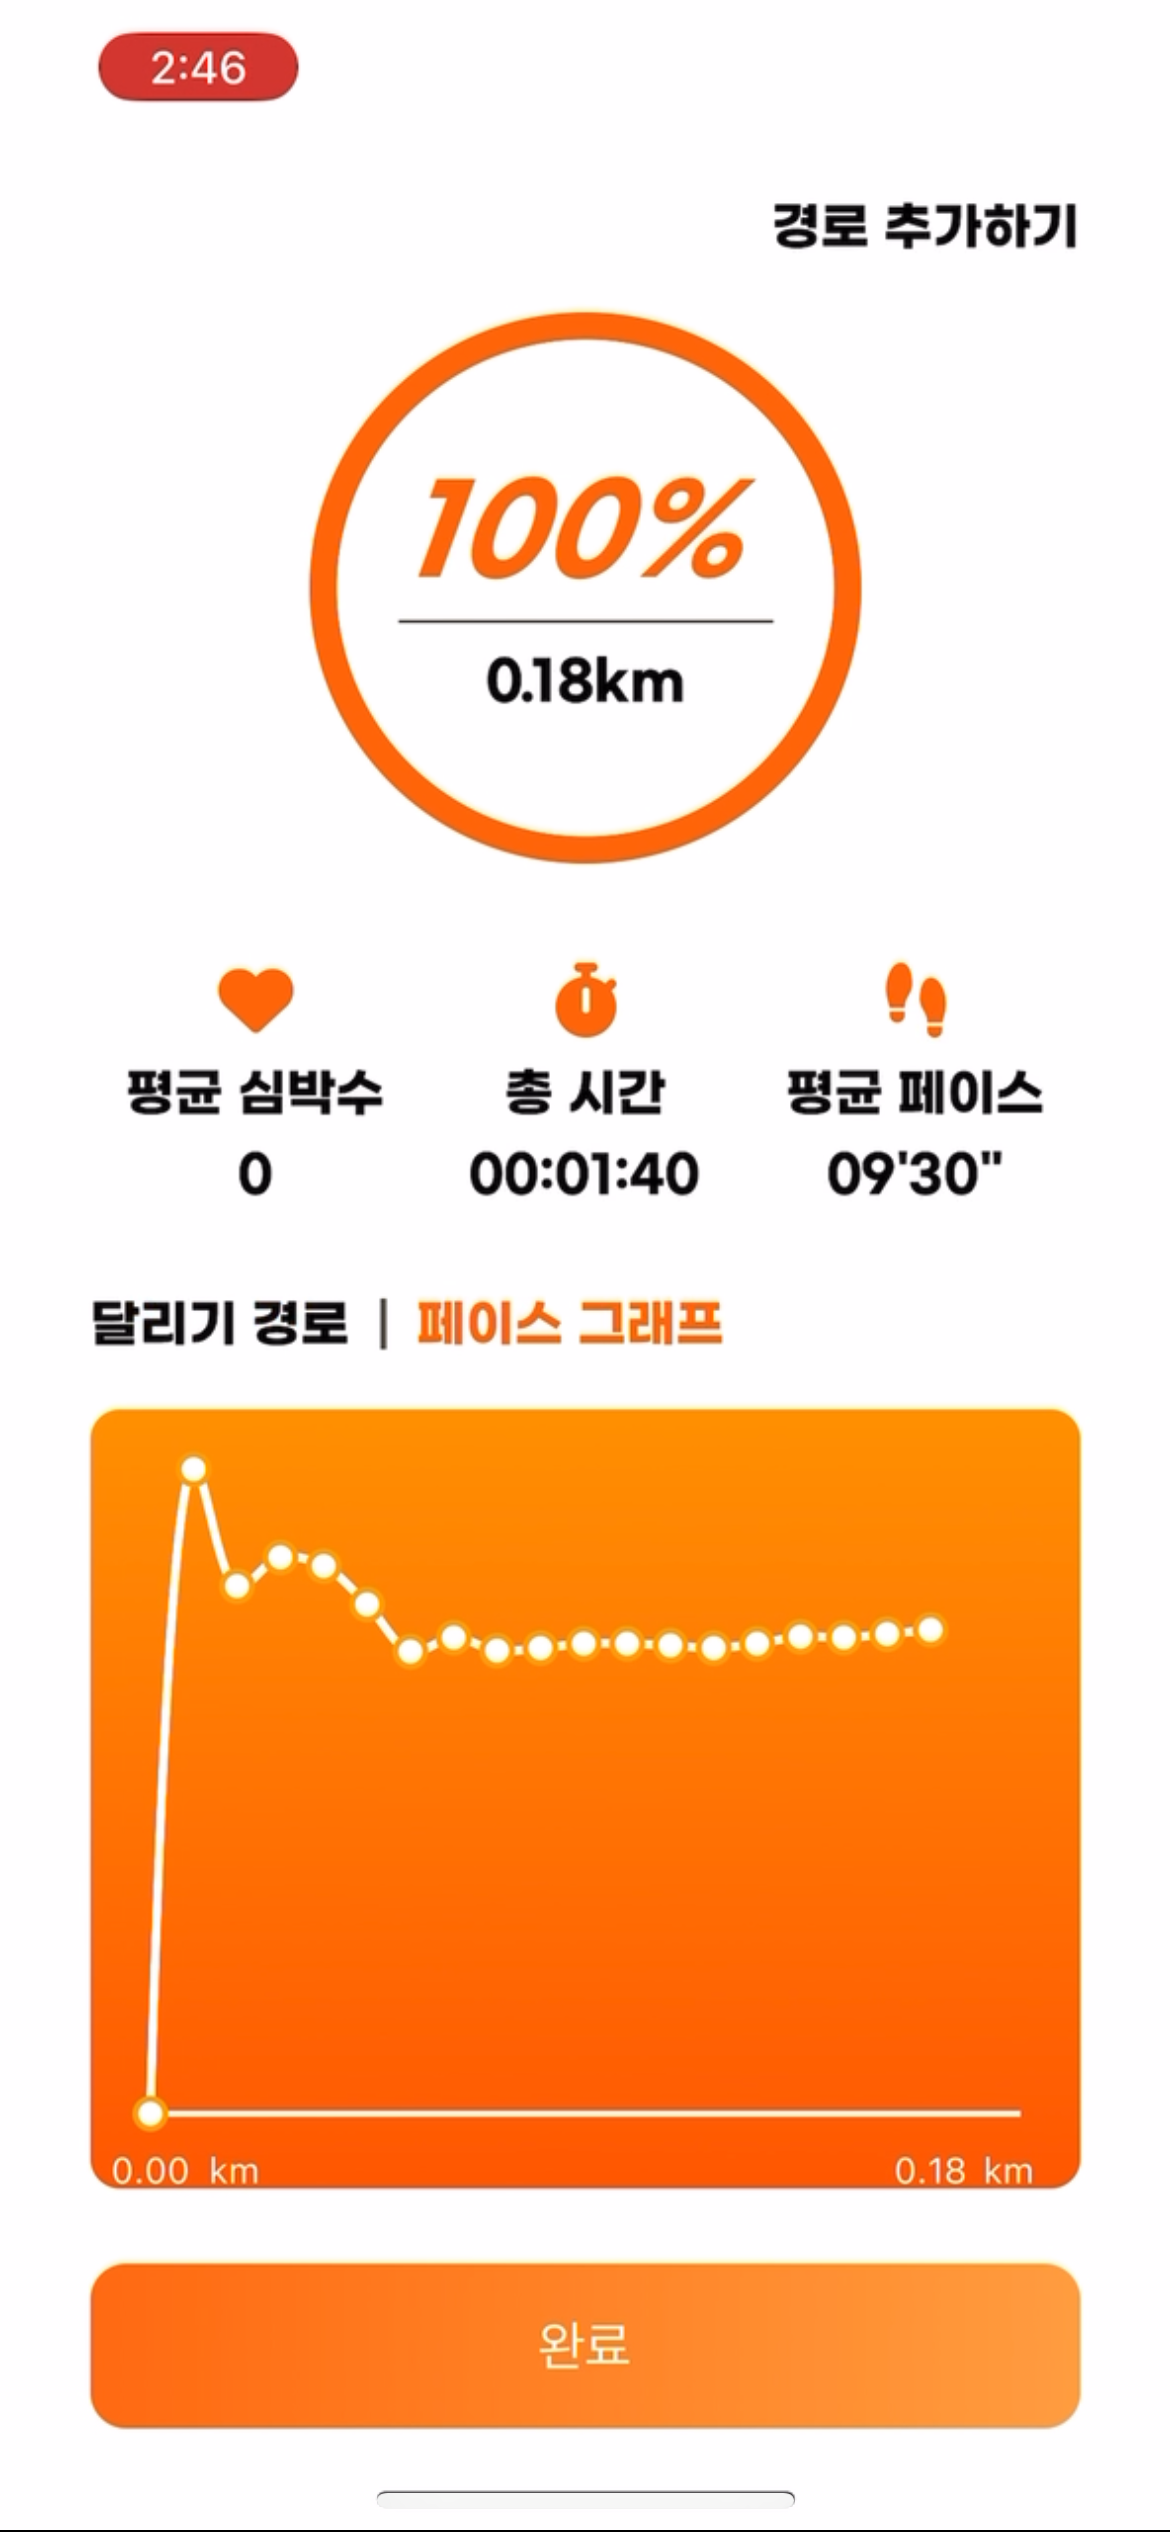 2:46
경로 추가하기
100%
0.18km
평균 심박수 총 시간 평균 페이스
0 00:01:40 09'30"
달리기 경로 | 페이스 그래프
0.00 km 0.18 km
완료